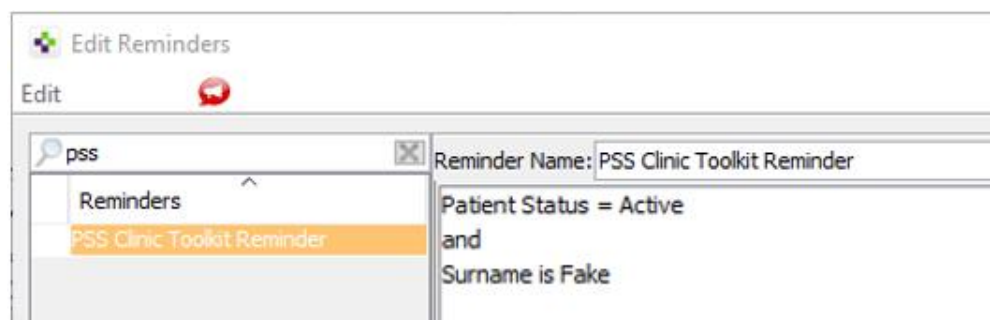 Edit Reminders
Edit
pss
Reminder Name: PSS Clinic Toolkit Reminder
Reminders
PSS Clinic Toolkit Reminder
Patient Status = Active
and
Surname is Fake